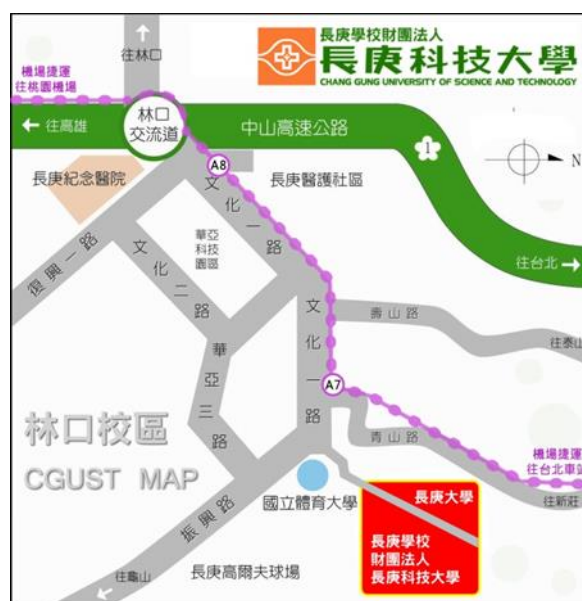 長庚學校財團法人
長庚科技大學
CHANG GUNG UNIVERSITY OF SCIENCE AND TECHNOLOGY
往林口
機場捷運
往桃園機場
林口
交流道
往高雄
中山高速公路
1
N
A8
長庚紀念醫院
長庚醫護社區
文化一路
華亞
科技
園區
復興一路
文化二路
往台北
文化一路
壽山路
往泰山
華亞三路
A7
青山路
林口校區
CGUST MAP
機場捷運
往台北車站
往新莊
國立體育大學
長庚大學
振興路
長庚學校
財團法人
長庚科技大學
往龜山
長庚高爾夫球場